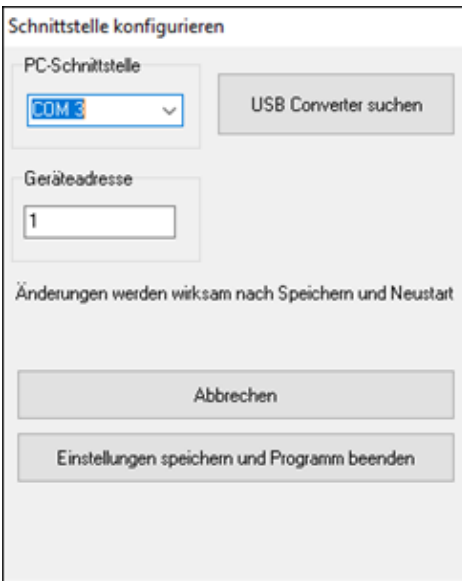 Schnittstelle konfigurieren
PC-Schnittstelle
COM 3
USB Converter suchen
Geräteadresse
1
Änderungen werden wirksam nach Speichern und Neustart
Abbrechen
Einstellungen speichern und Programm beenden